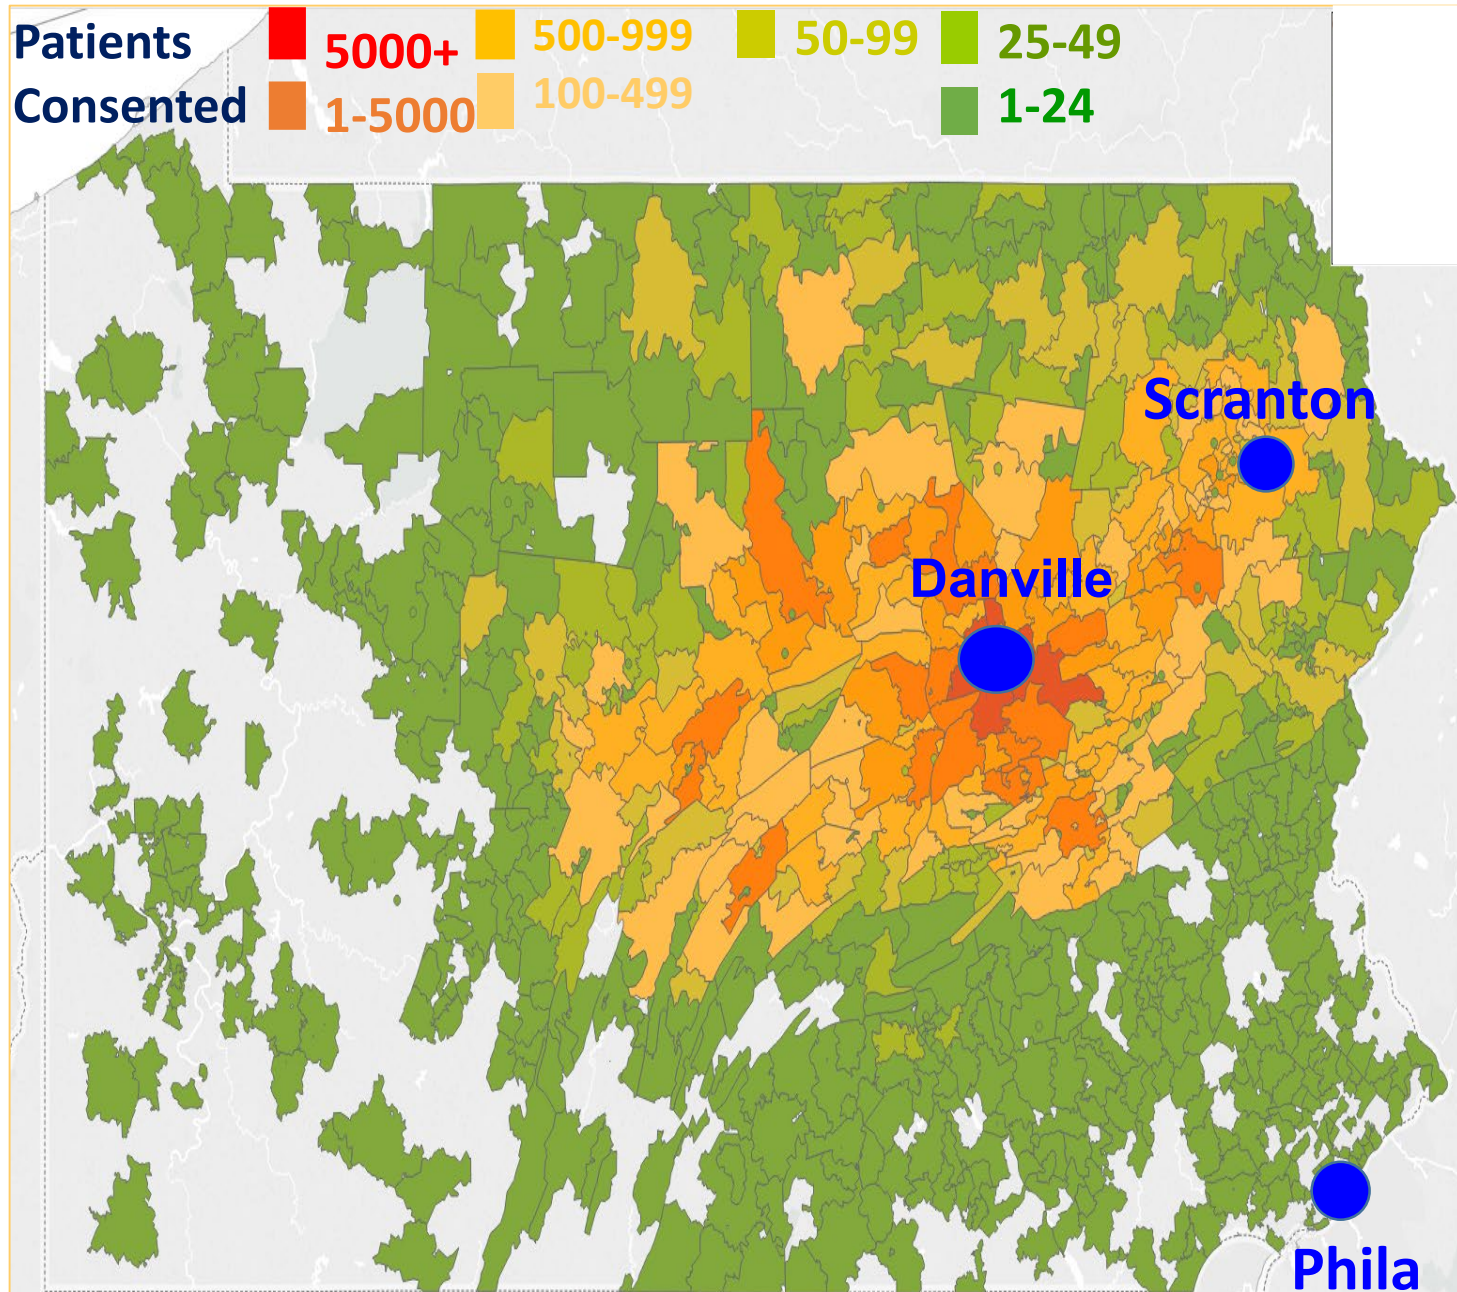 Patients 5000+ 500-999 50-99 25-49
Consented 1-5000 100-499 1-24
Scranton
Danville
Phila